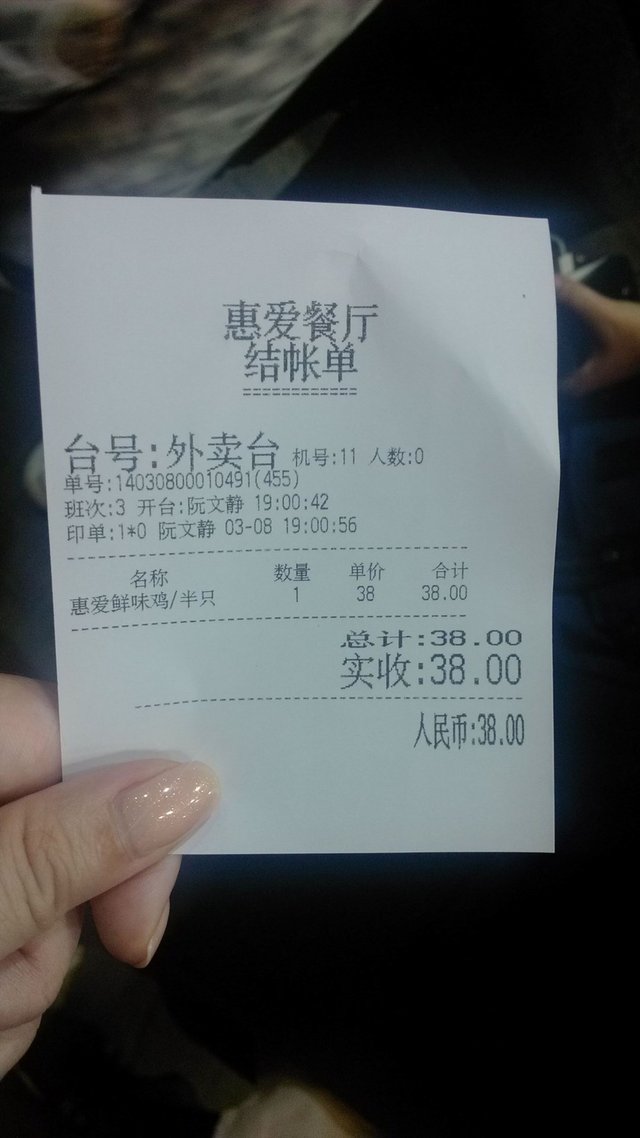 惠爱餐厅
结帐单
===========
台号:外卖台 机号:11 人数:0
单号:14030800010491(455)
班次:3 开台:阮文静 19:00:42
印单:1*0 阮文静 03-08 19:00:56
名称 数量 单价 合计
惠爱鲜味鸡/半只 1 38 38.00
总计:38.00
实收:38.00
人民币:38.00